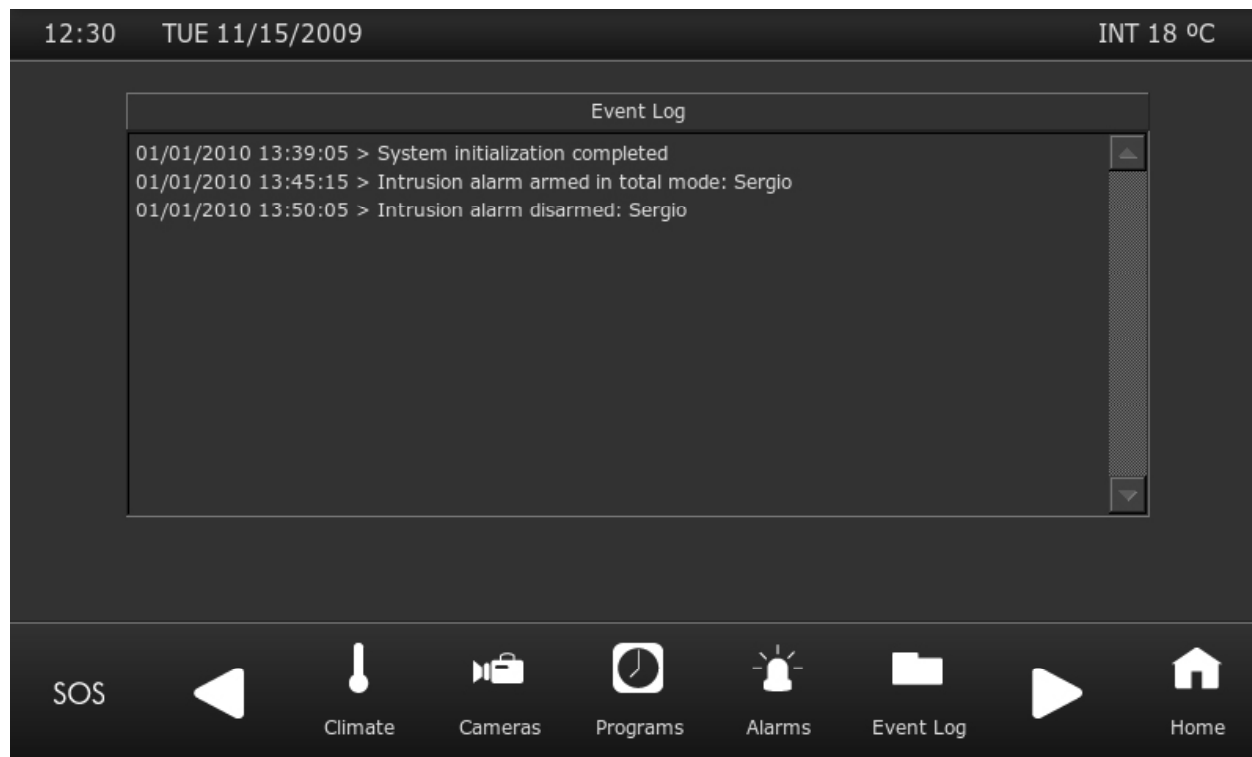 12:30 TUE 11/15/2009 INT 18 ºC
Event Log
01/01/2010 13:39:05 > System initialization completed
01/01/2010 13:45:15 > Intrusion alarm armed in total mode: Sergio
01/01/2010 13:50:05 > Intrusion alarm disarmed: Sergio
SOS
Climate Cameras Programs Alarms Event Log Home